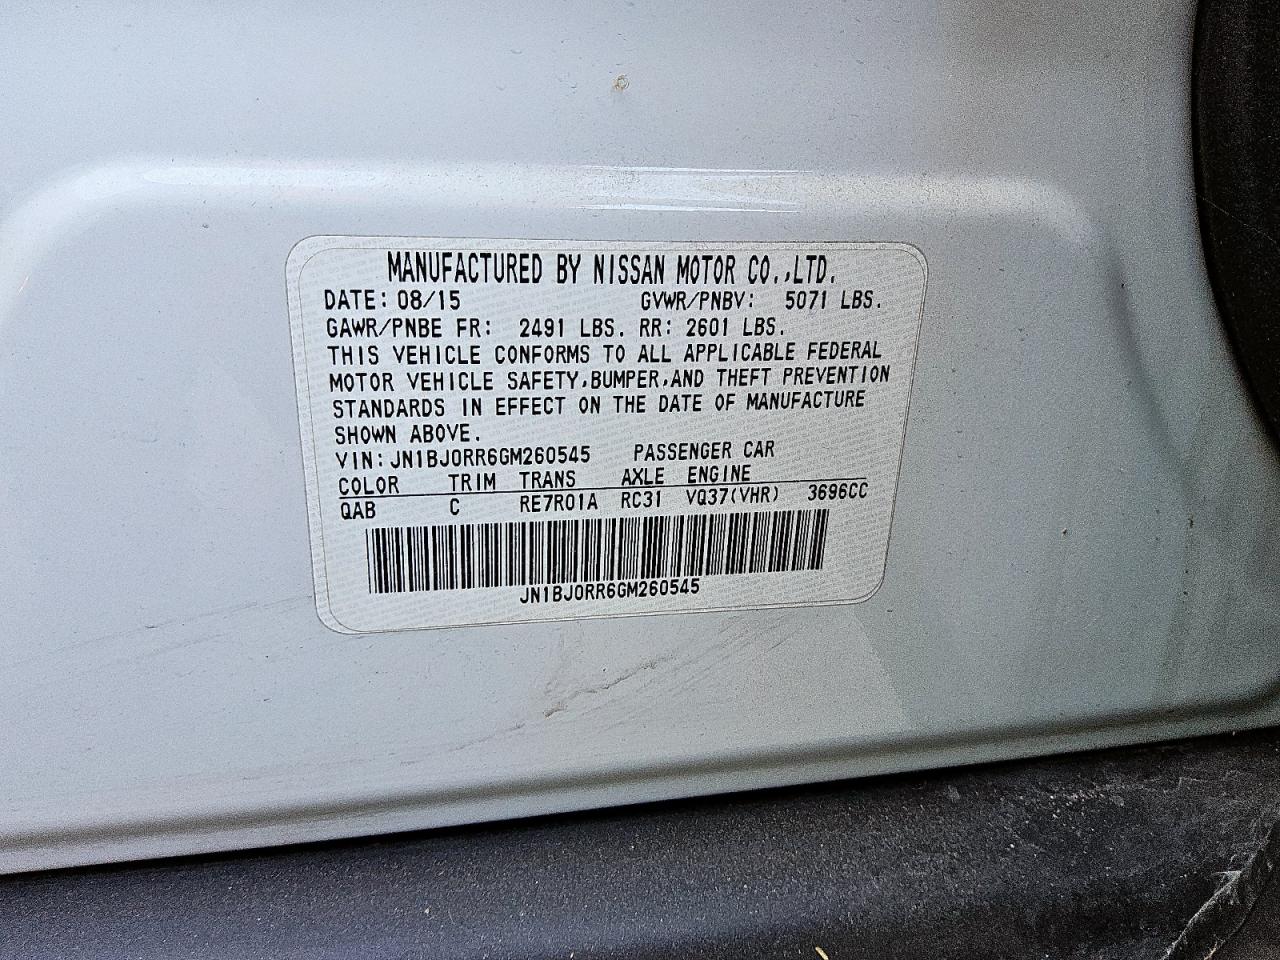 MANUFACTURED BY NISSAN MOTOR CO.,LTD.
DATE: 08/15 GVWR/PNBV: 5071 LBS.
GAWR/PNBE FR: 2491 LBS. RR: 2601 LBS.
THIS VEHICLE CONFORMS TO ALL APPLICABLE FEDERAL
MOTOR VEHICLE SAFETY,BUMPER,AND THEFT PREVENTION
STANDARDS IN EFFECT ON THE DATE OF MANUFACTURE
SHOWN ABOVE.
VIN:JN1BJ0RR6GM260545 PASSENGER CAR
COLOR TRIM TRANS AXLE ENGINE
QAB C RE7R01A RC31 VQ37(VHR) 3696CC
JN1BJ0RR6GM260545